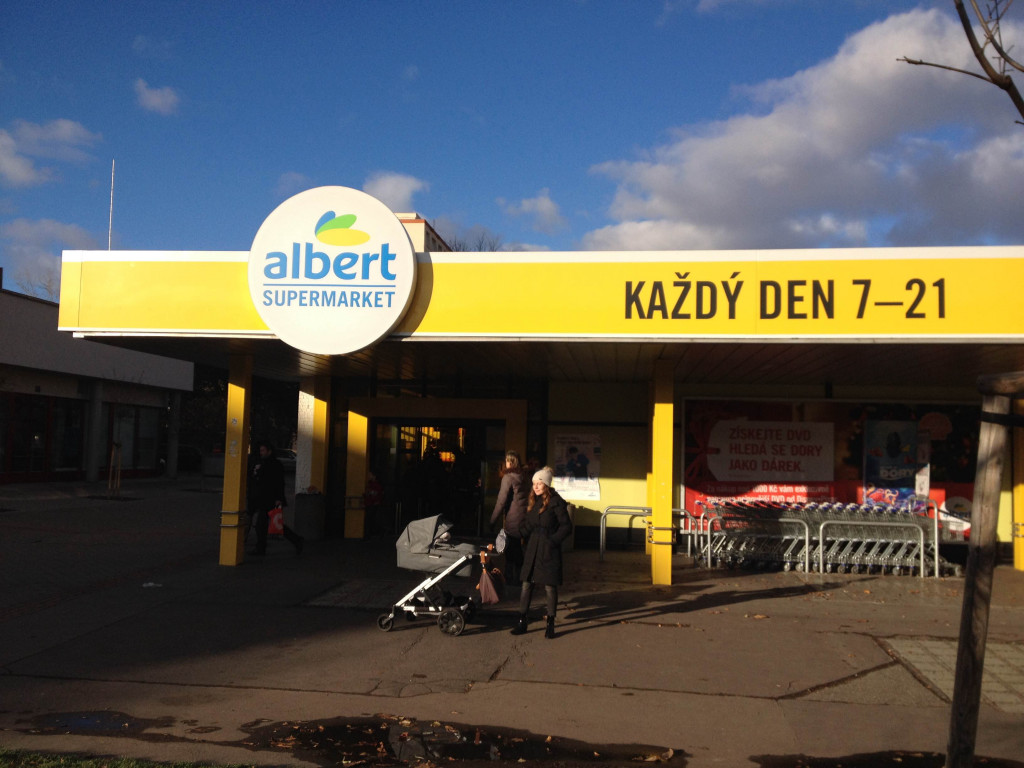 albert
SUPERMARKET
KAŽDÝ DEN 7–21
ZÍSKEJTE DVD
HLEDÁ SE DORY
JAKO DÁREK.
DORY